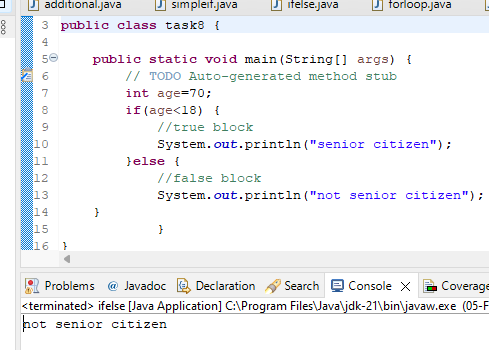 additional.java simpleif.java ifelse.java forloop.java
3 public class task8 {
4
5 public static void main(String[] args) {
6 // TODO Auto-generated method stub
7 int age=70;
8 if(age<18) {
9 //true block
10 System.out.println("senior citizen");
11 }else {
12 //false block
13 System.out.println("not senior citizen");
14 }
15 }
16 }
Problems @ Javadoc Declaration Search Console Coverage
<terminated> ifelse [Java Application] C:\Program Files\Java\jdk-21\bin\javaw.exe (05-F
not senior citizen